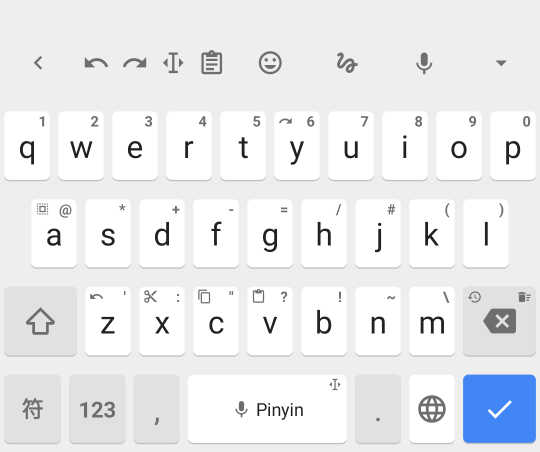 1 2 3 4 5 6 7 8 9 0
q w e r t y u i o p
@ * + - = / # ( )
a s d f g h j k l
' : " ? ! ~ \
z x c v b n m
符 123 , Pinyin .